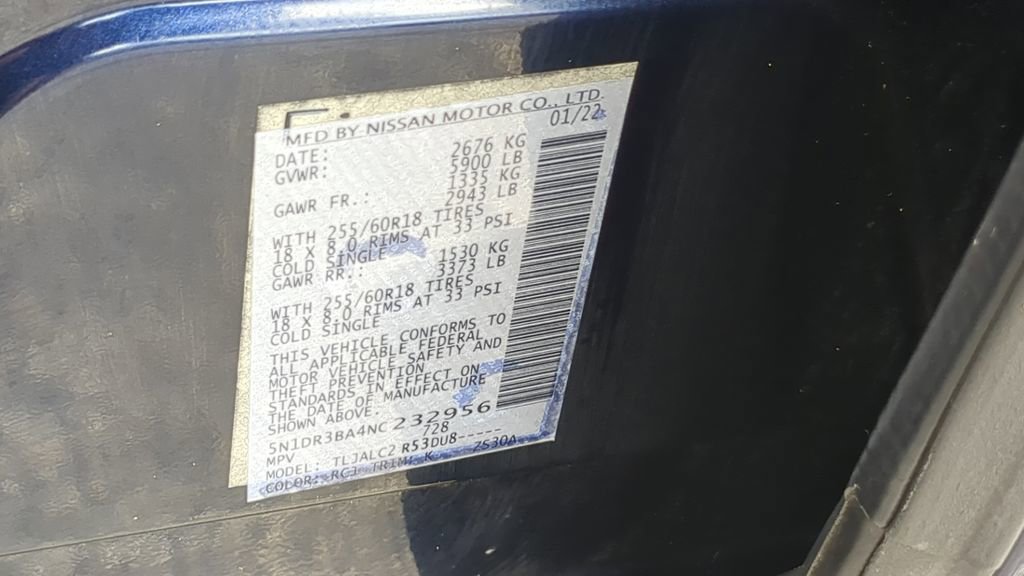 MFD BY NISSAN MOTOR CO., LTD.
DATE: 01/22
GVWR: 2676 KG
5900 LB
GAWR FR.: 1335 KG
2943 LB
WITH 255/60R18 TIRES
18 X 8.0 RIMS AT 33 PSI
COLD SINGLE
GAWR RR.: 1530 KG
3373 LB
WITH 255/60R18 TIRES
18 X 8.0 RIMS AT 33 PSI
COLD SINGLE
THIS VEHICLE CONFORMS TO
ALL APPLICABLE FEDERAL
MOTOR VEHICLE SAFETY AND
THEFT PREVENTION
STANDARDS IN EFFECT ON
THE DATE OF MANUFACTURE
SHOWN ABOVE.
5N1DR3BA4NC232956
MPV 728
MODEL: TLJALC2 R53DU8-----
COLOR: RCJ TRIM: K ZS30A